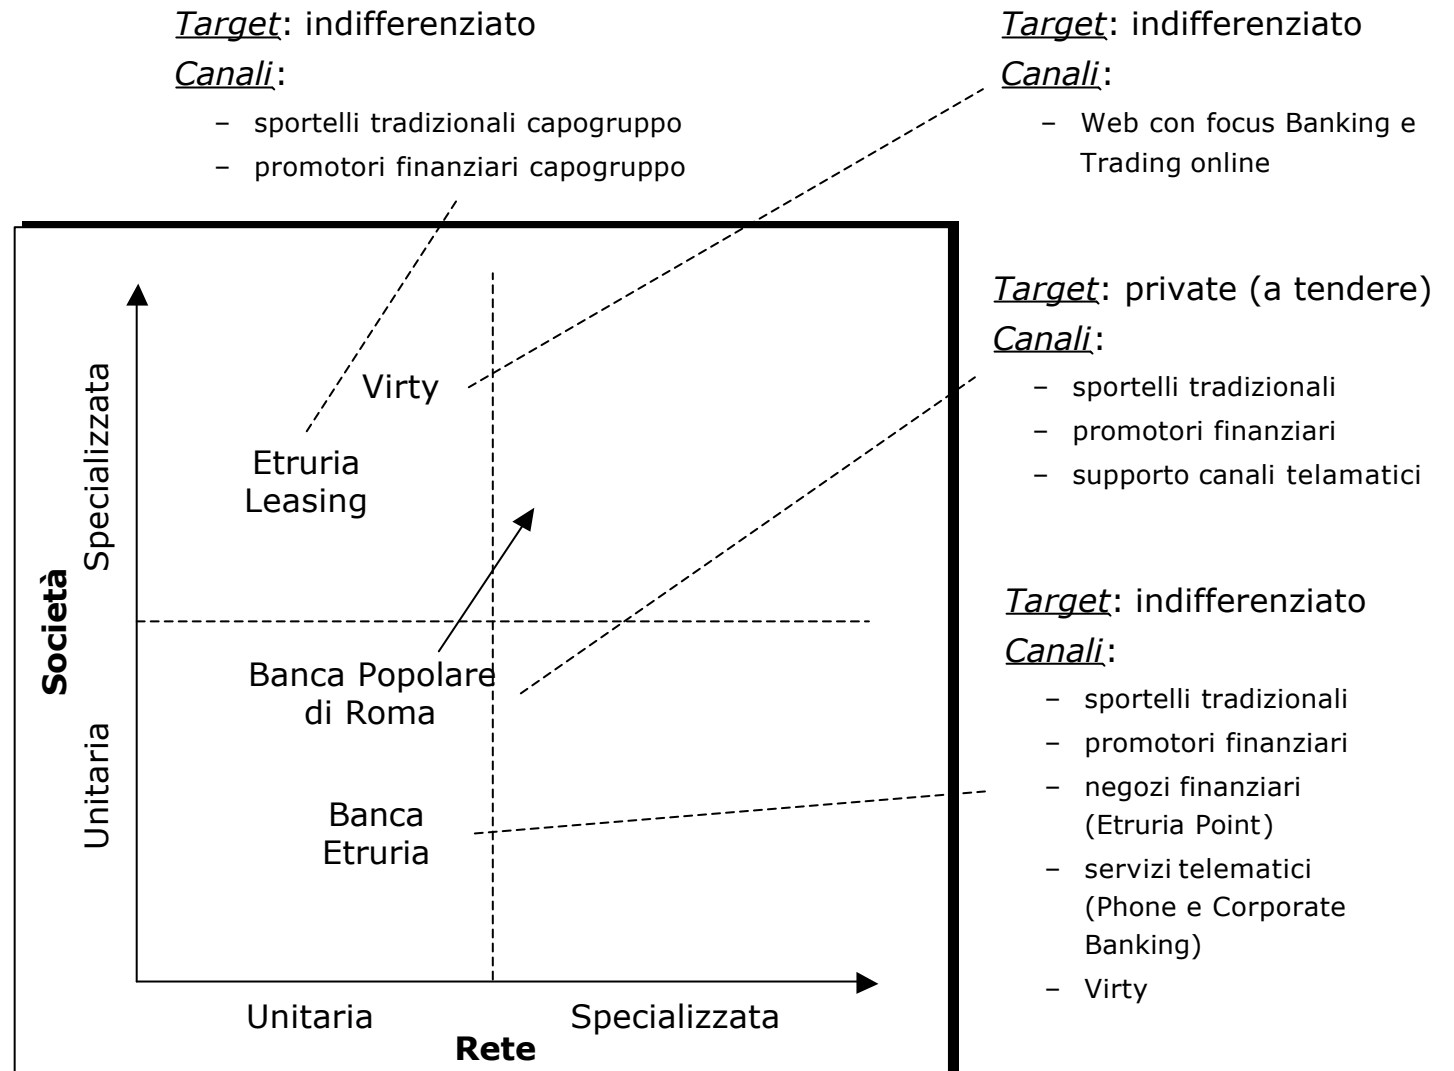 Target: indifferenziato
Canali:
– sportelli tradizionali capogruppo
– promotori finanziari capogruppo
Target: indifferenziato
Canali:
– Web con focus Banking e
Trading online
Target: private (a tendere)
Canali:
– sportelli tradizionali
– promotori finanziari
– supporto canali telamatici
Target: indifferenziato
Canali:
– sportelli tradizionali
– promotori finanziari
– negozi finanziari
(Etruria Point)
– servizi telematici
(Phone e Corporate
Banking)
– Virty
Società
Specializzata
Unitaria
Virty
Etruria
Leasing
Banca Popolare
di Roma
Banca
Etruria
Unitaria
Specializzata
Rete